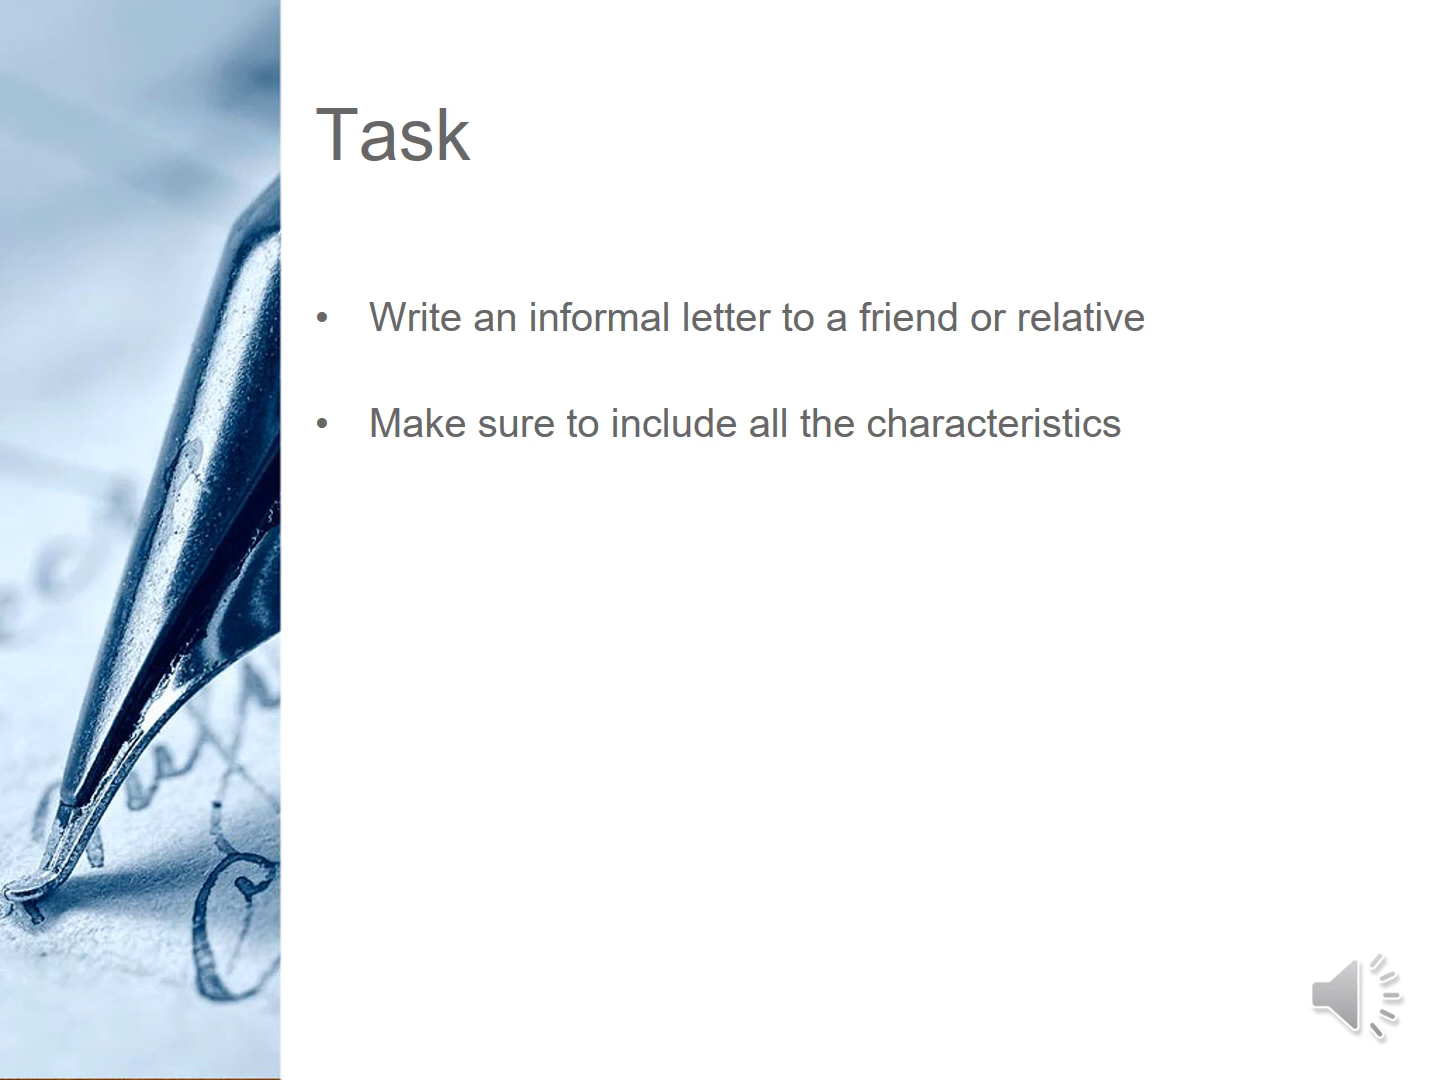 Task
• Write an informal letter to a friend or relative
• Make sure to include all the characteristics